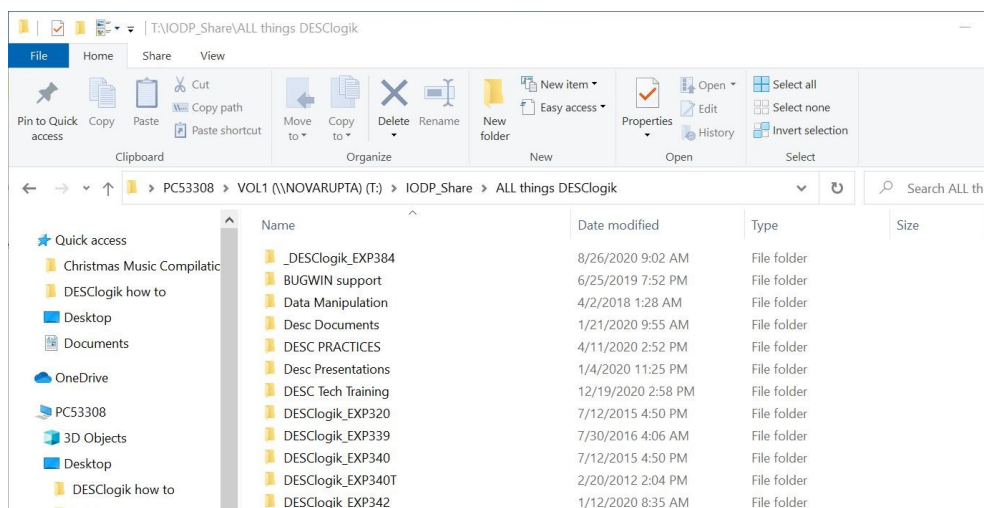 T:\IODP_Share\ALL things DESClogik
File Home Share View
Pin to Quick access
Copy
Paste
Cut
Copy path
Paste shortcut
Clipboard
Move to
Copy to
Delete
Rename
Organize
New folder
New item
Easy access
New
Properties
Open
Edit
History
Open
Select all
Select none
Invert selection
Select
PC53308 > VOL1 (\\NOVARUPTA) (T:) > IODP_Share > ALL things DESClogik
Search ALL th
Quick access
Christmas Music Compilatic
DESClogik how to
Desktop
Documents
OneDrive
PC53308
3D Objects
Desktop
DESClogik how to
Name Date modified Type Size
_DESClogik_EXP384 8/26/2020 9:02 AM File folder
BUGWIN support 6/25/2019 7:52 PM File folder
Data Manipulation 4/2/2018 1:28 AM File folder
Desc Documents 1/21/2020 9:55 AM File folder
DESC PRACTICES 4/11/2020 2:52 PM File folder
Desc Presentations 1/4/2020 11:25 PM File folder
DESC Tech Training 12/19/2020 2:58 PM File folder
DESClogik_EXP320 7/12/2015 4:50 PM File folder
DESClogik_EXP339 7/30/2016 4:06 AM File folder
DESClogik_EXP340 7/12/2015 4:50 PM File folder
DESClogik_EXP340T 2/20/2012 2:04 PM File folder
DESClogik_EXP342 1/12/2020 8:35 AM File folder